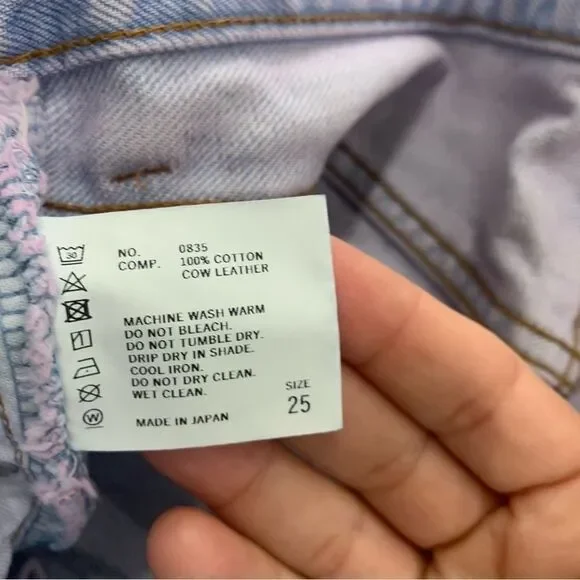 NO. 0835
COMP. 100% COTTON
COW LEATHER
MACHINE WASH WARM
DO NOT BLEACH.
DO NOT TUMBLE DRY.
DRIP DRY IN SHADE.
COOL IRON.
DO NOT DRY CLEAN.
WET CLEAN.
SIZE
25
MADE IN JAPAN
30
W